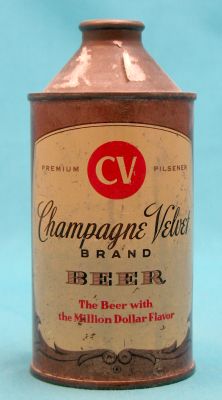 CV
PREMIUM PILSENER
Champagne Velvet
BRAND
BEER
The Beer with
the Million Dollar Flavor